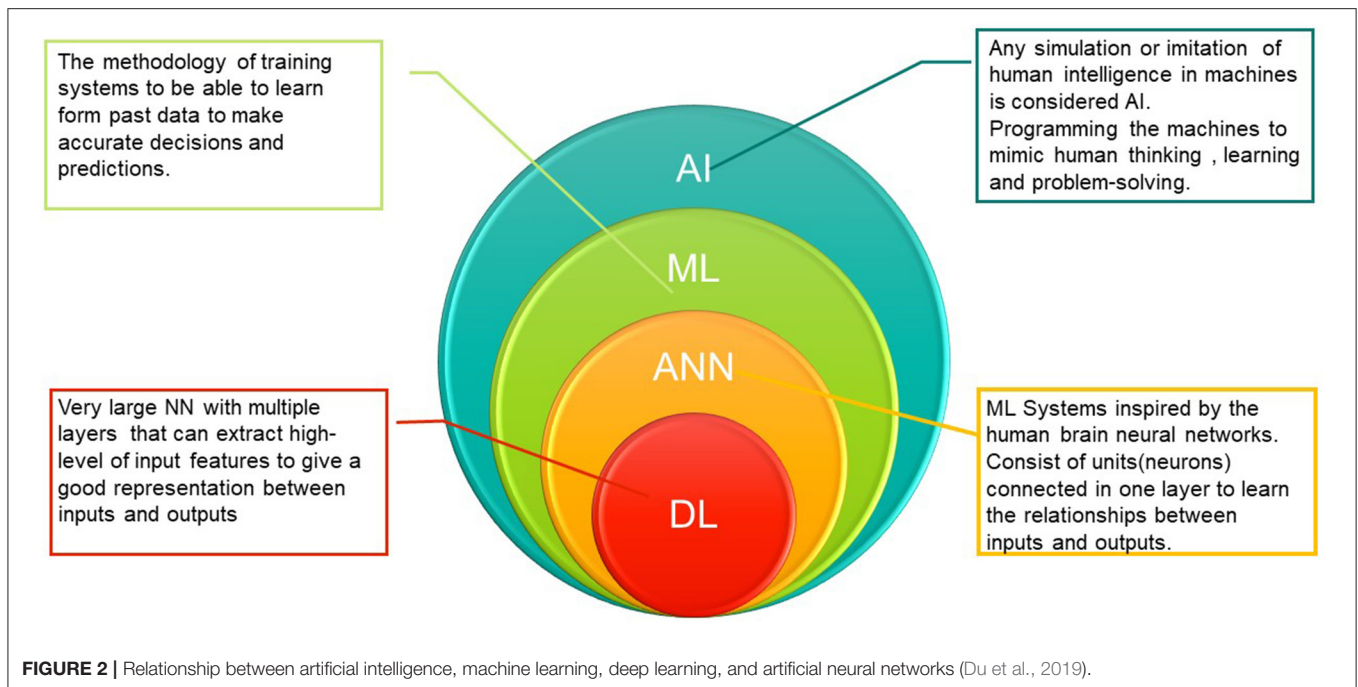 The methodology of training
systems to be able to learn
form past data to make
accurate decisions and
predictions.
Any simulation or imitation of
human intelligence in machines
is considered AI.
Programming the machines to
mimic human thinking , learning
and problem-solving.
AI
ML
ANN
DL
Very large NN with multiple
layers that can extract high-
level of input features to give a
good representation between
inputs and outputs
ML Systems inspired by the
human brain neural networks.
Consist of units(neurons)
connected in one layer to learn
the relationships between
inputs and outputs.
FIGURE 2 | Relationship between artificial intelligence, machine learning, deep learning, and artificial neural networks (Du et al., 2019).